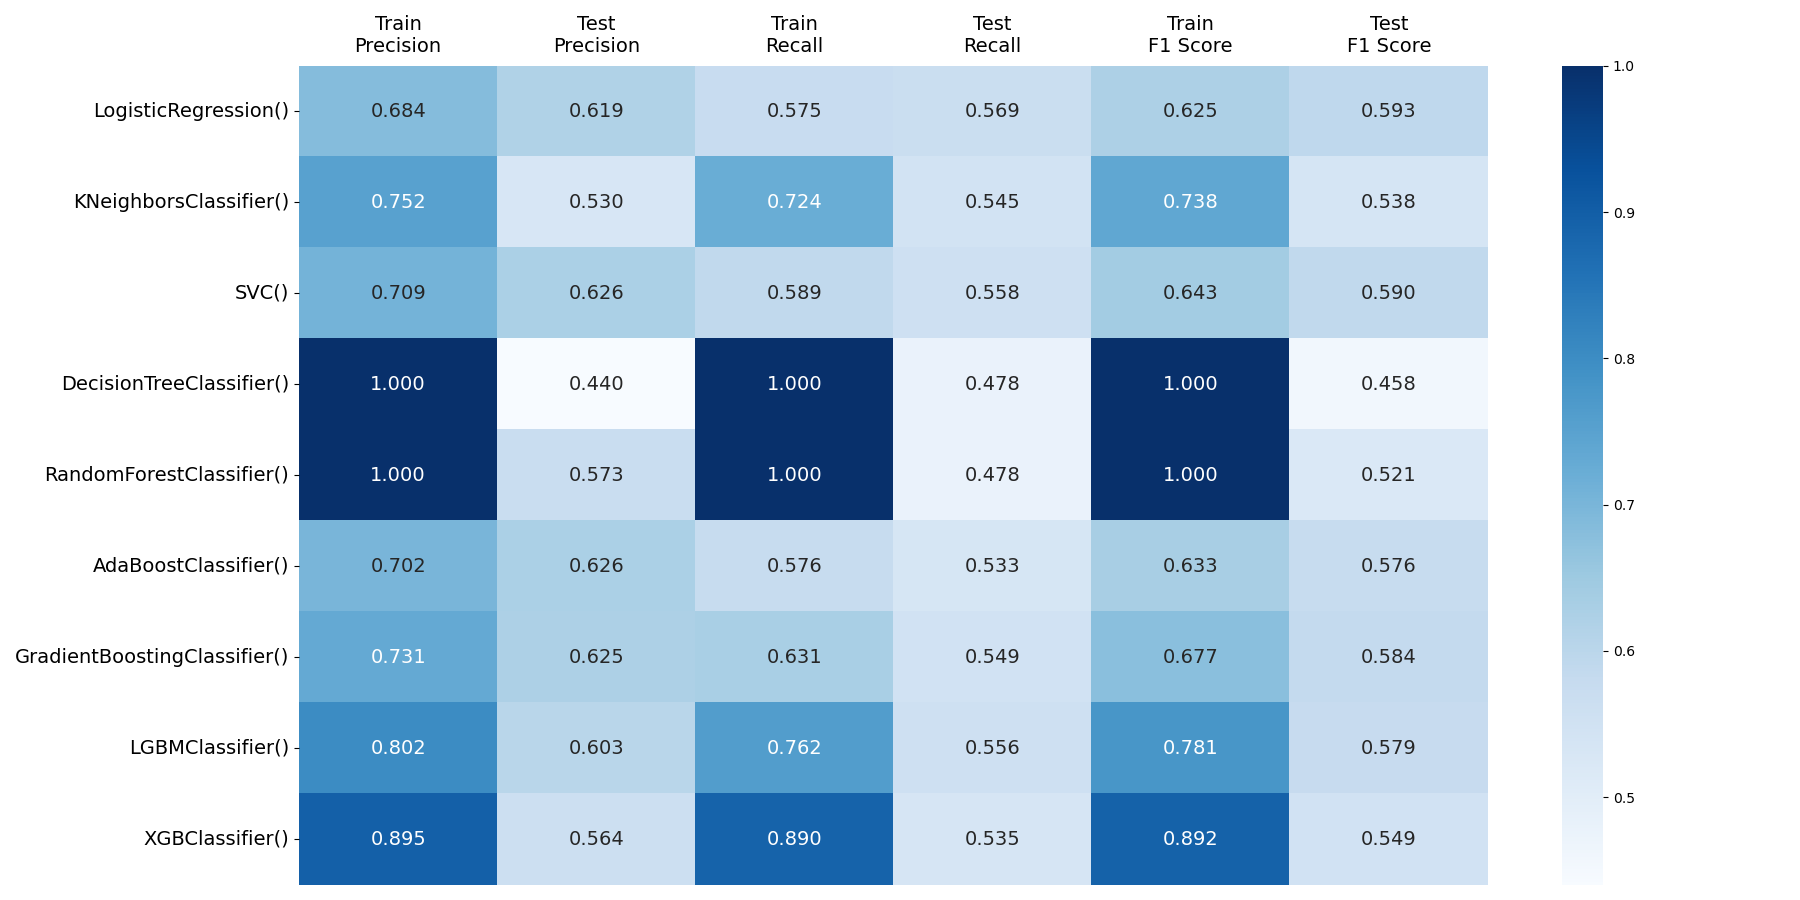 Train Test Train Test Train Test
Precision Precision Recall Recall F1 Score F1 Score
LogisticRegression() 0.684 0.619 0.575 0.569 0.625 0.593
KNeighborsClassifier() 0.752 0.530 0.724 0.545 0.738 0.538
SVC() 0.709 0.626 0.589 0.558 0.643 0.590
DecisionTreeClassifier() 1.000 0.440 1.000 0.478 1.000 0.458
RandomForestClassifier() 1.000 0.573 1.000 0.478 1.000 0.521
AdaBoostClassifier() 0.702 0.626 0.576 0.533 0.633 0.576
GradientBoostingClassifier() 0.731 0.625 0.631 0.549 0.677 0.584
LGBMClassifier() 0.802 0.603 0.762 0.556 0.781 0.579
XGBClassifier() 0.895 0.564 0.890 0.535 0.892 0.549
1.0
0.9
0.8
0.7
0.6
0.5